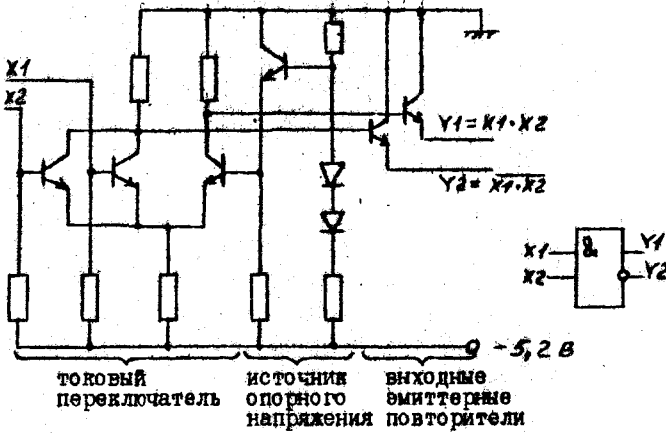 X1
X2
Y1 = X1·X2
Y2 = X1·X2
X1
X2
&
Y1
Y2
-5,2 В
токовый
переключатель
источник
опорного
напряжения
выходные
эмиттерные
повторители